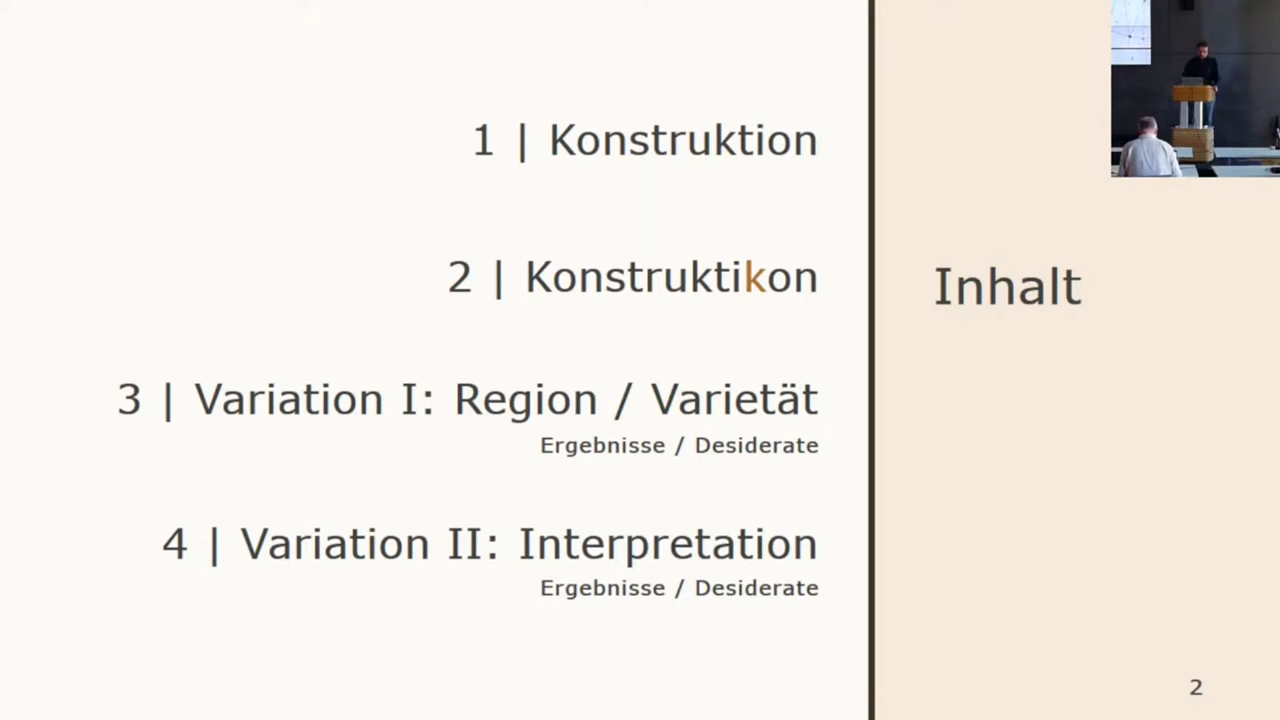 1 | Konstruktion
2 | Konstruktikon
3 | Variation I: Region / Varietät
Ergebnisse / Desiderate
4 | Variation II: Interpretation
Ergebnisse / Desiderate
Inhalt
2